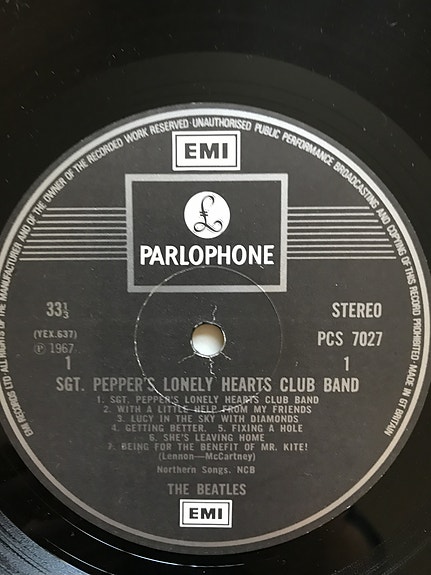 EMI RECORDS LTD ALL RIGHTS OF THE MANUFACTURER AND OF THE OWNER OF THE RECORDED WORK RESERVED · UNAUTHORISED PUBLIC PERFORMANCE BROADCASTING AND COPYING OF THIS RECORD PROHIBITED · MADE IN GT BRITAIN
EMI
£
PARLOPHONE
33⅓
STEREO
(YEX.637)
PCS 7027
℗ 1967
1
1
SGT. PEPPER'S LONELY HEARTS CLUB BAND
1. SGT. PEPPER'S LONELY HEARTS CLUB BAND
2. WITH A LITTLE HELP FROM MY FRIENDS
3. LUCY IN THE SKY WITH DIAMONDS
4. GETTING BETTER. 5. FIXING A HOLE
6. SHE'S LEAVING HOME
7. BEING FOR THE BENEFIT OF MR. KITE!
(Lennon—McCartney)
Northern Songs. NCB
THE BEATLES
EMI